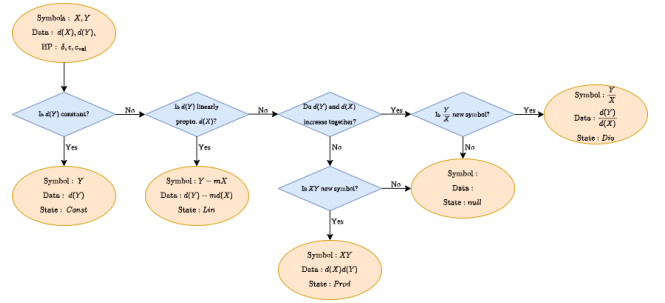 Symbols : X, Y
Data : d(X), d(Y),
HP : δ, ε, ε_val
Is d(Y) constant?
No
Is d(Y) linearly
propto. d(X)?
No
Do d(Y) and d(X)
increase together?
Yes
Is Y/X new symbol?
Yes
Symbol : Y/X
Data : d(Y)/d(X)
State : Div
Yes
Yes
No
No
Symbol : Y
Data : d(Y)
State : Const
Symbol : Y − mX
Data : d(Y) − md(X)
State : Lin
Is XY new symbol?
No
Symbol :
Data :
State : null
Yes
Symbol : XY
Data : d(X)d(Y)
State : Prod